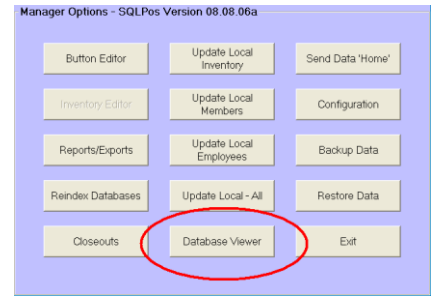 Manager Options - SQLPos Version 08.08.06a
Button Editor
Update Local
Inventory
Send Data 'Home'
Inventory Editor
Update Local
Members
Configuration
Reports/Exports
Update Local
Employees
Backup Data
Reindex Databases
Update Local - All
Restore Data
Closeouts
Database Viewer
Exit